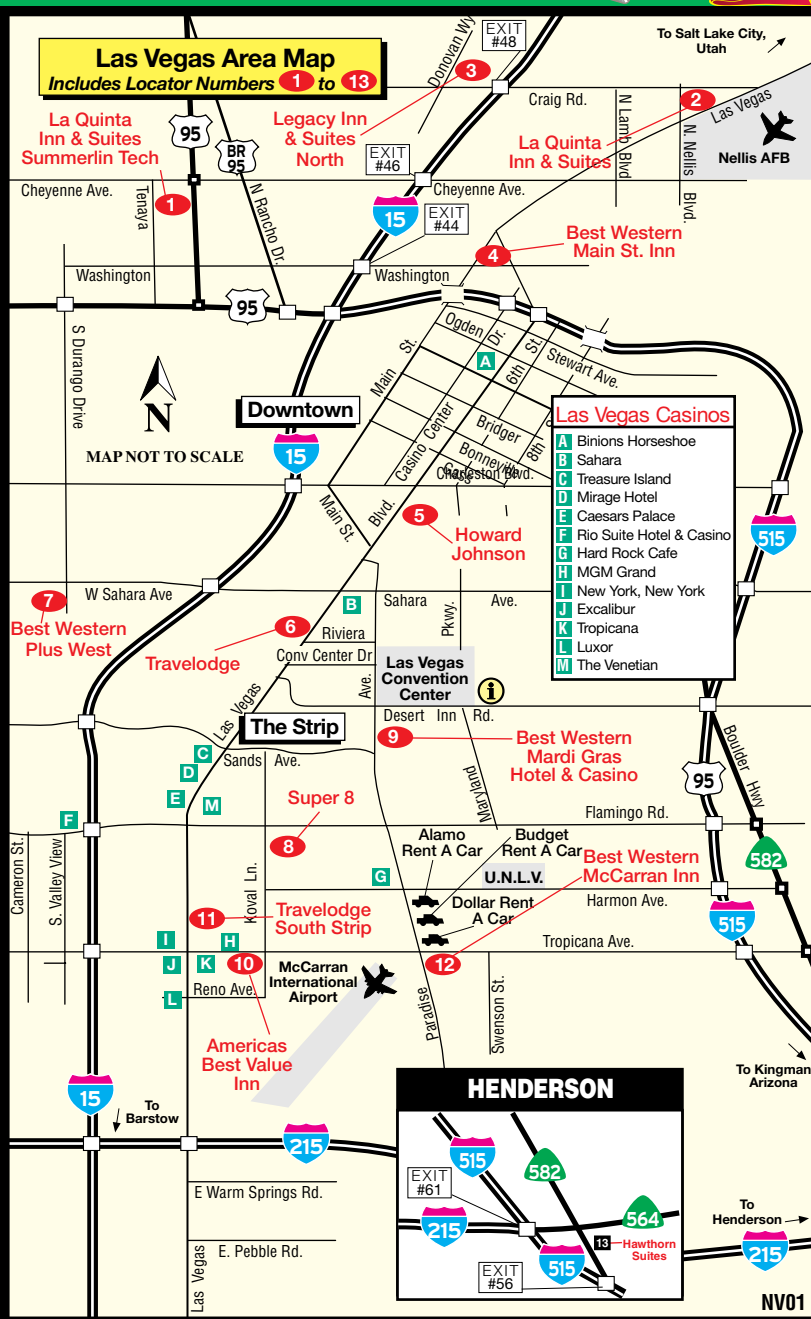 Las Vegas Area Map
Includes Locator Numbers 1 to 13
To Salt Lake City,
Utah
EXIT
#48
Donovan Wy
3
Craig Rd.
2
Las Vegas
Nellis AFB
N Lamb Blvd
N. Nellis
Blvd.
La Quinta
Inn & Suites
Summerlin Tech
95
BR
95
Legacy Inn
& Suites
North
La Quinta
Inn & Suites
EXIT
#46
Cheyenne Ave.
Cheyenne Ave.
Tenaya
1
N Rancho Dr.
15
EXIT
#44
4
Best Western
Main St. Inn
Washington
Washington
95
S Durango Drive
N
MAP NOT TO SCALE
Downtown
15
Main St.
Ogden
Dr.
6th St.
Stewart Ave.
A
Casino Center
Bridger
Bonneville
8th
Charleston Blvd.
Main St.
Blvd.
5
Howard
Johnson
Las Vegas Casinos
A Binions Horseshoe
B Sahara
C Treasure Island
D Mirage Hotel
E Caesars Palace
F Rio Suite Hotel & Casino
G Hard Rock Cafe
H MGM Grand
I New York, New York
J Excalibur
K Tropicana
L Luxor
M The Venetian
515
7
Best Western
Plus West
W Sahara Ave
B
Sahara Ave.
Pkwy.
6
Travelodge
Riviera
Conv Center Dr
Ave.
Las Vegas
Convention
Center
i
Desert Inn Rd.
Las Vegas
The Strip
9
Best Western
Mardi Gras
Hotel & Casino
Maryland
Boulder Hwy
95
C
Sands Ave.
D
E
M
F
Super 8
8
Flamingo Rd.
582
Alamo
Rent A Car
Budget
Rent A Car
Best Western
McCarran Inn
G
U.N.L.V.
Cameron St.
S. Valley View
Koval Ln.
Dollar Rent
A Car
Harmon Ave.
515
11
Travelodge
South Strip
I
H
Tropicana Ave.
J
K
10
McCarran
International
Airport
12
L
Reno Ave.
Paradise
Swenson St.
Americas
Best Value
Inn
To Kingman
Arizona
15
To
Barstow
215
E Warm Springs Rd.
E. Pebble Rd.
Las Vegas
HENDERSON
515
582
EXIT
#61
564
215
13
Hawthorn
Suites
515
EXIT
#56
To
Henderson
215
NV01